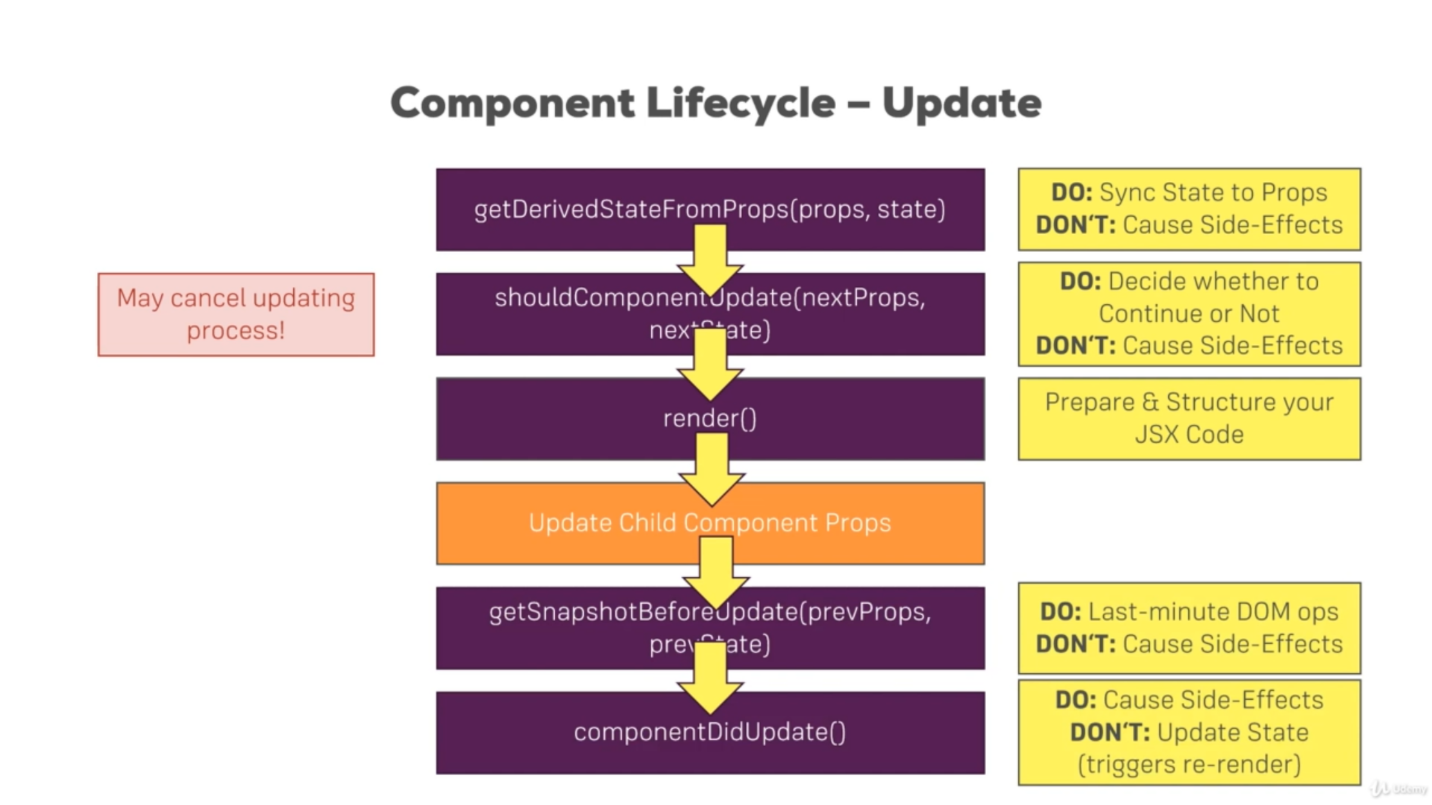 Component Lifecycle – Update
getDerivedStateFromProps(props, state)
DO: Sync State to Props
DON‘T: Cause Side-Effects
May cancel updating
process!
shouldComponentUpdate(nextProps,
nextState)
DO: Decide whether to
Continue or Not
DON‘T: Cause Side-Effects
render()
Prepare & Structure your
JSX Code
Update Child Component Props
getSnapshotBeforeUpdate(prevProps,
prevState)
DO: Last-minute DOM ops
DON‘T: Cause Side-Effects
componentDidUpdate()
DO: Cause Side-Effects
DON‘T: Update State
(triggers re-render)
Udemy